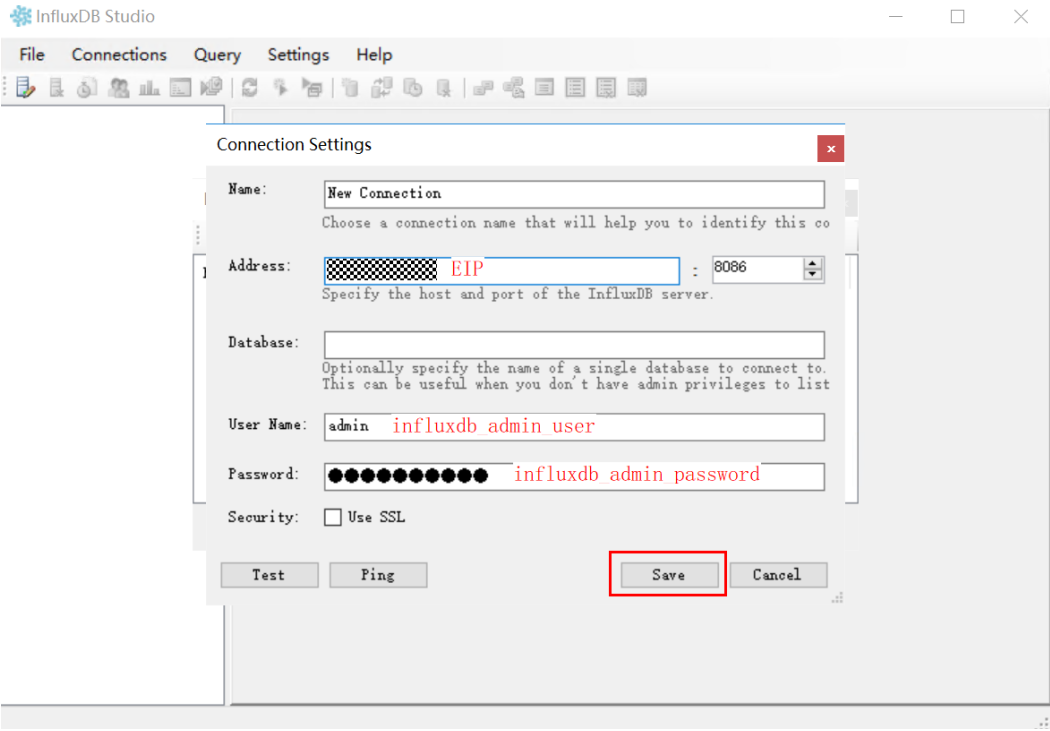 InfluxDB Studio
File Connections Query Settings Help
Connection Settings
Name: New Connection
Choose a connection name that will help you to identify this co
Address: EIP : 8086
Specify the host and port of the InfluxDB server.
Database:
Optionally specify the name of a single database to connect to.
This can be useful when you don't have admin privileges to list
User Name: admin influxdb_admin_user
Password: influxdb_admin_password
Security: Use SSL
Test Ping Save Cancel